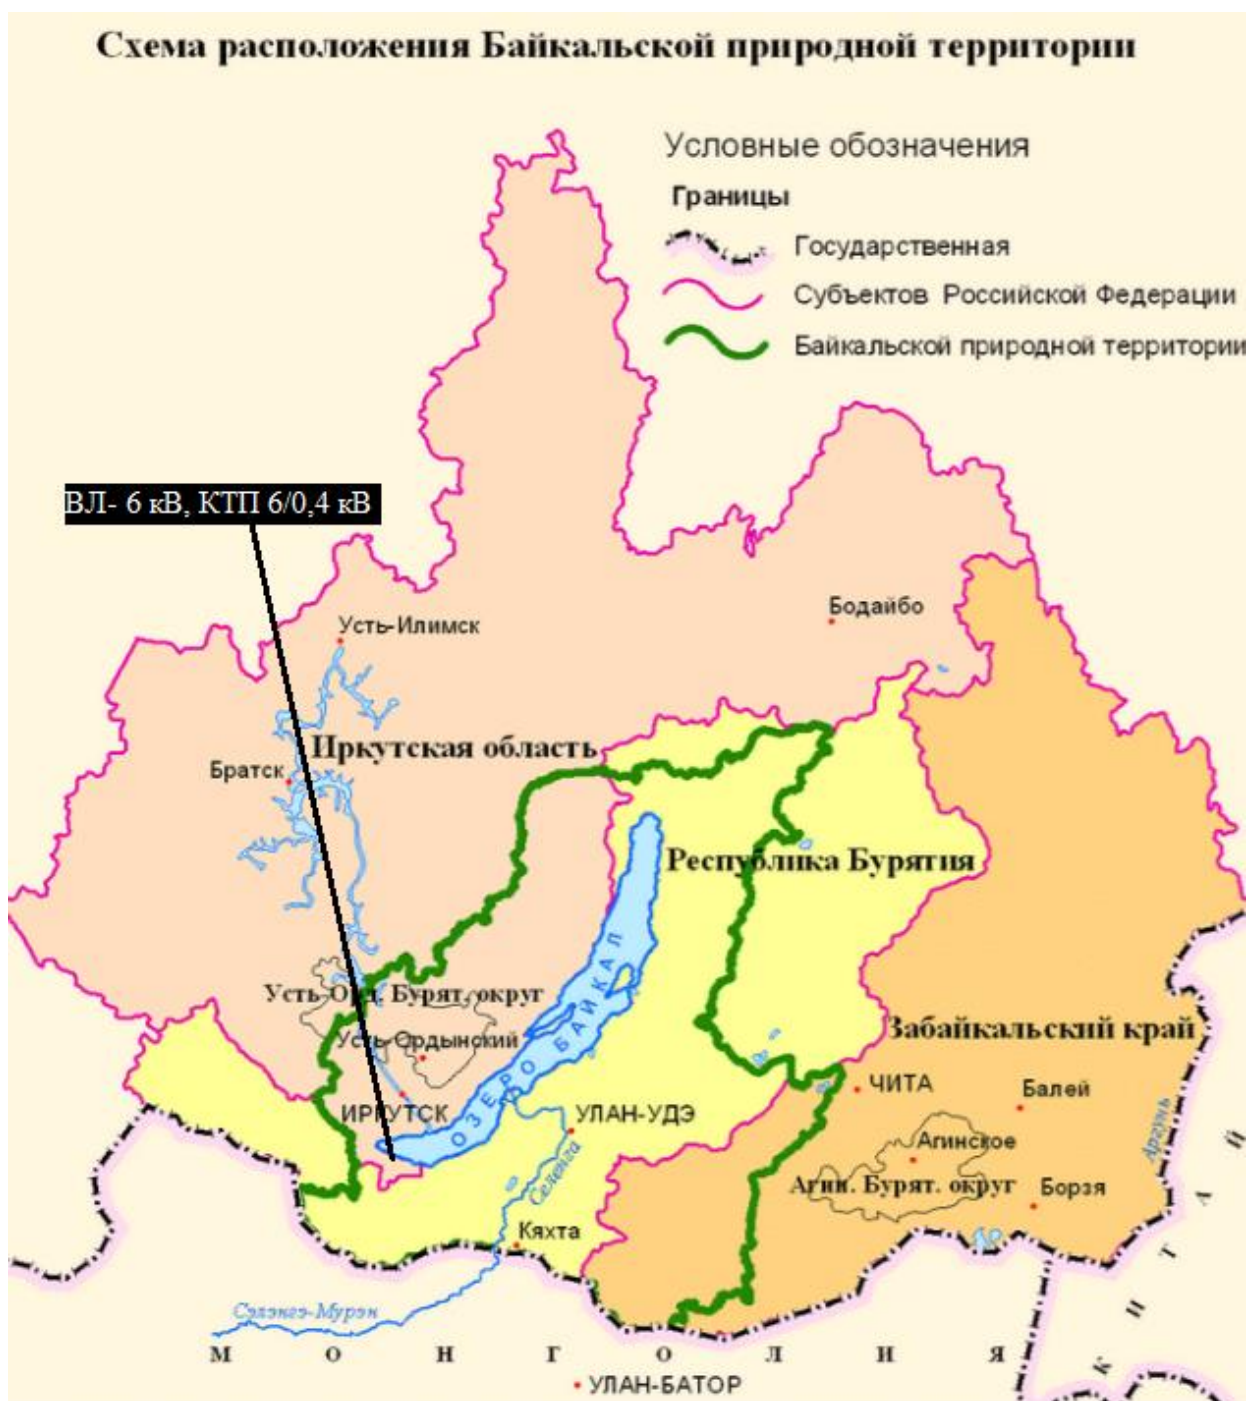 Схема расположения Байкальской природной территории
Условные обозначения
Границы
Государственная
Субъектов Российской Федерации
Байкальской природной территории
ВЛ- 6 кВ, КТП 6/0,4 кВ
Усть-Илимск
Бодайбо
Иркутская область
Братск
Республика Бурятия
Усть-Орд. Бурят. округ
Усть-Ордынский
ОЗЕРО БАЙКАЛ
Забайкальский край
ИРКУТСК
УЛАН-УДЭ
ЧИТА
Балей
Аргунь
Агинское
Селенга
Агин. Бурят. округ
Борзя
Кяхта
Сэлэнгэ-Мурэн
МОНГОЛИЯ
КИТАЙ
УЛАН-БАТОР